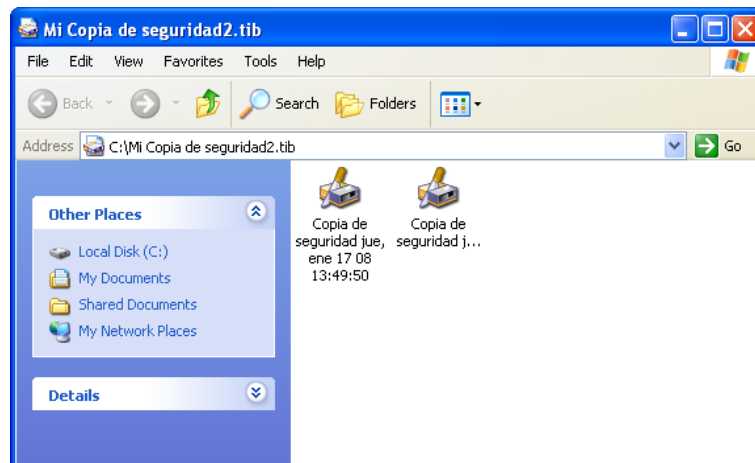 Mi Copia de seguridad2.tib
File Edit View Favorites Tools Help
Back Search Folders
Address C:\Mi Copia de seguridad2.tib Go
Other Places
Local Disk (C:)
My Documents
Shared Documents
My Network Places
Details
Copia de
seguridad jue,
ene 17 08
13:49:50
Copia de
seguridad j...